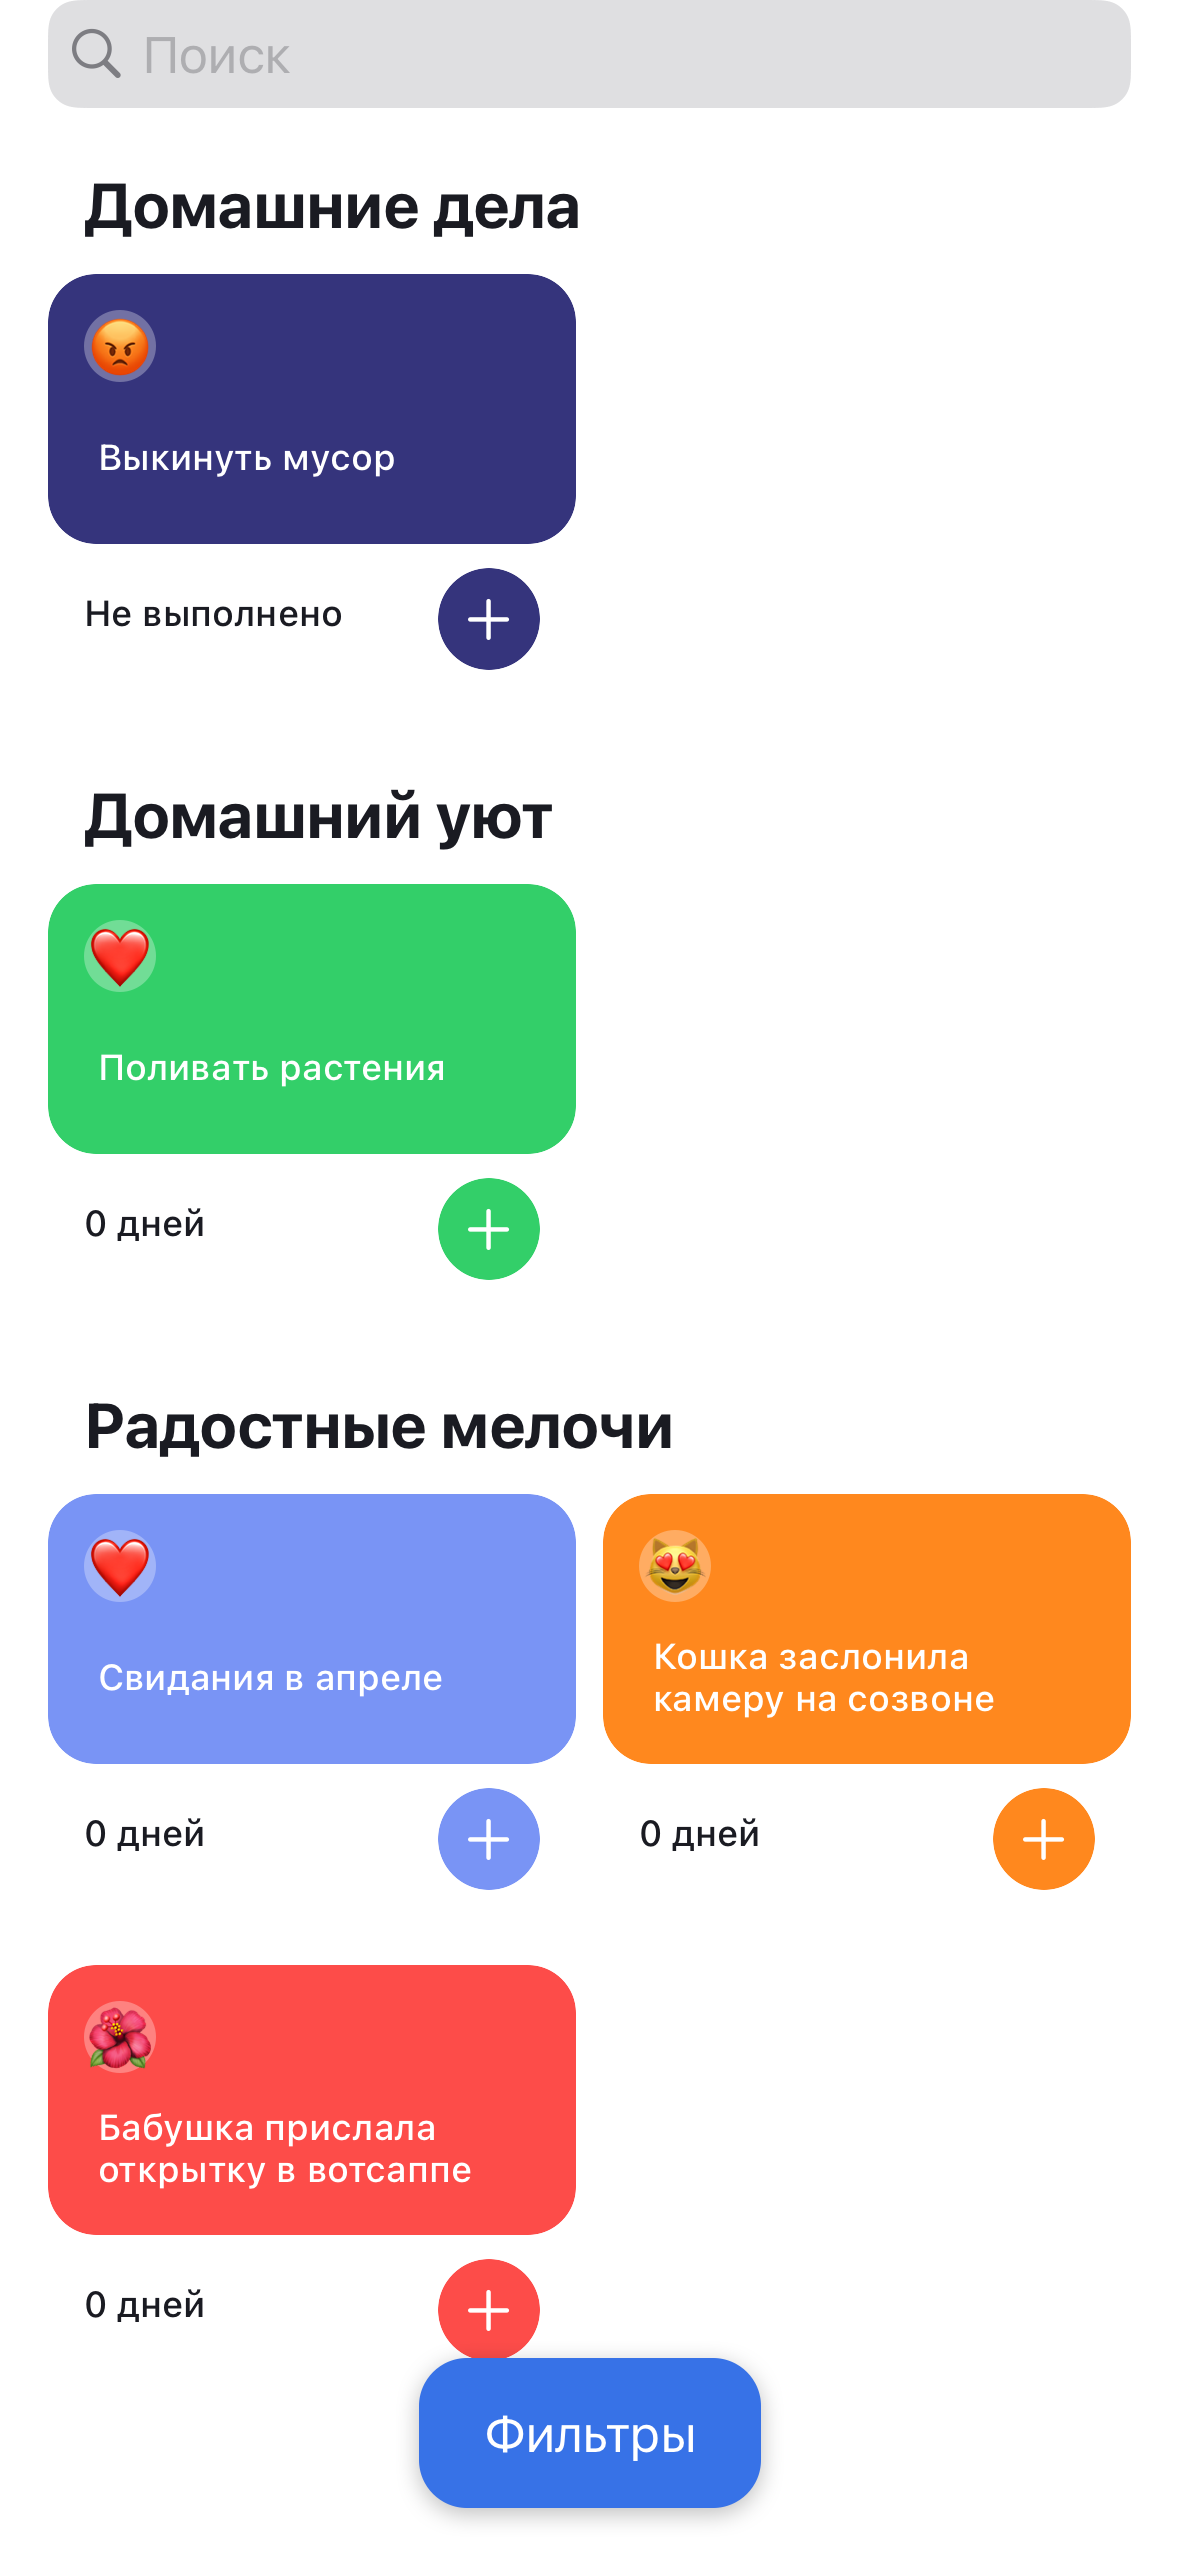 Поиск
Домашние дела
Выкинуть мусор
Не выполнено
Домашний уют
Поливать растения
0 дней
Радостные мелочи
Свидания в апреле
0 дней
Кошка заслонила
камеру на созвоне
0 дней
Бабушка прислала
открытку в вотсаппе
0 дней
Фильтры